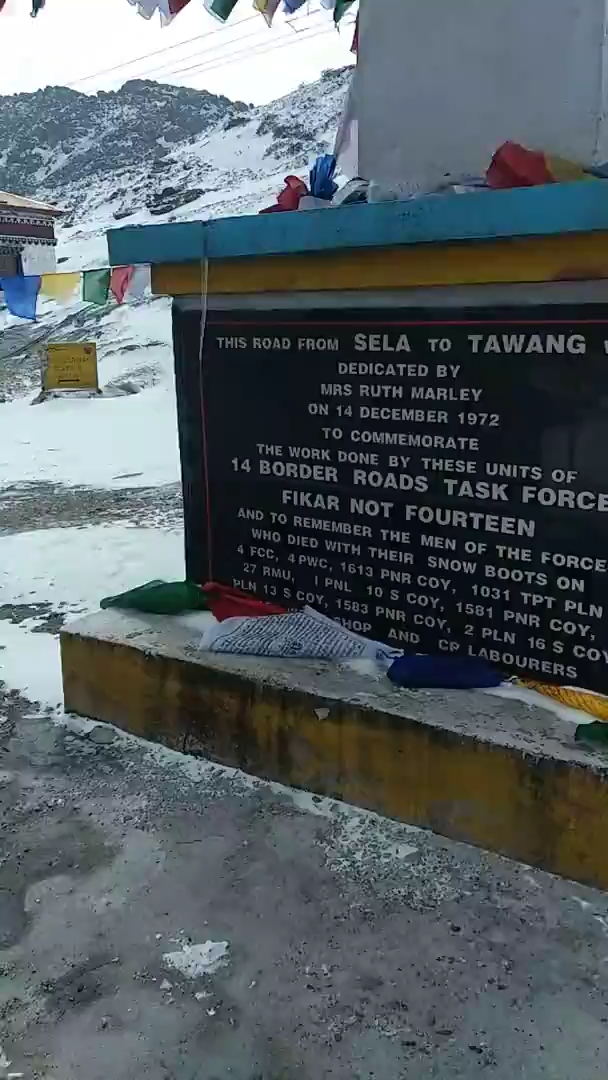 THIS ROAD FROM SELA TO TAWANG
DEDICATED BY
MRS RUTH MARLEY
ON 14 DECEMBER 1972
TO COMMEMORATE
THE WORK DONE BY THESE UNITS OF
14 BORDER ROADS TASK FORCE
FIKAR NOT FOURTEEN
AND TO REMEMBER THE MEN OF THE FORCE
WHO DIED WITH THEIR SNOW BOOTS ON
4 FCC, 4 PWC, 1613 PNR COY, 1031 TPT PLN
27 RMU, 1 PNL 10 S COY, 1581 PNR COY,
PLN 13 S COY, 1583 PNR COY, 2 PLN 16 S COY
SHOP AND CP LABOURERS